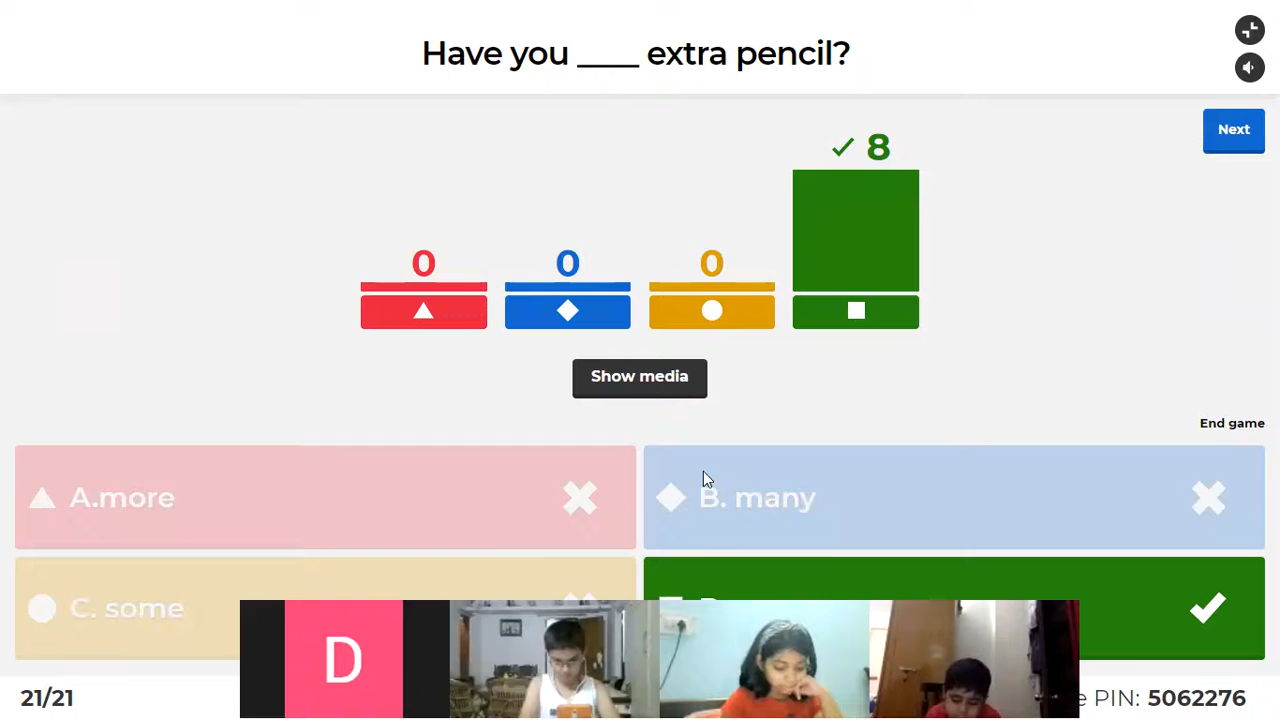 Have you ____ extra pencil?
Next
✓ 8
0
0
0
Show media
End game
A.more
B. many
C. some
D
21/21
PIN: 5062276